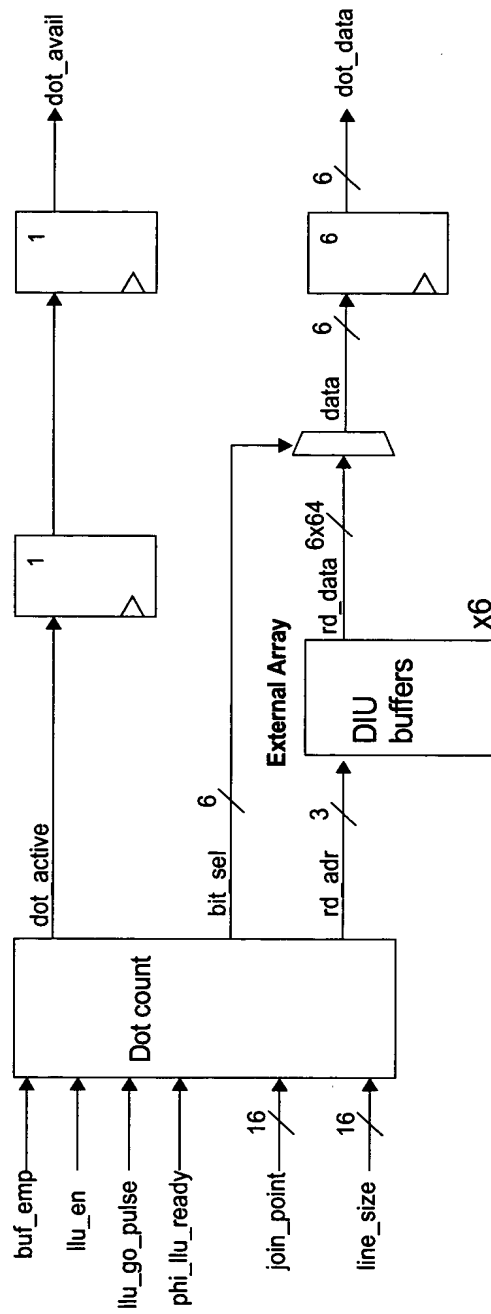 buf_emp
llu_en
llu_go_pulse
phi_llu_ready
join_point
16
line_size
16
Dot count
dot_active
1
1
dot_avail
bit_sel
6
rd_adr
3
External Array
DIU
buffers
x6
rd_data
6x64
data
6
6
6
dot_data